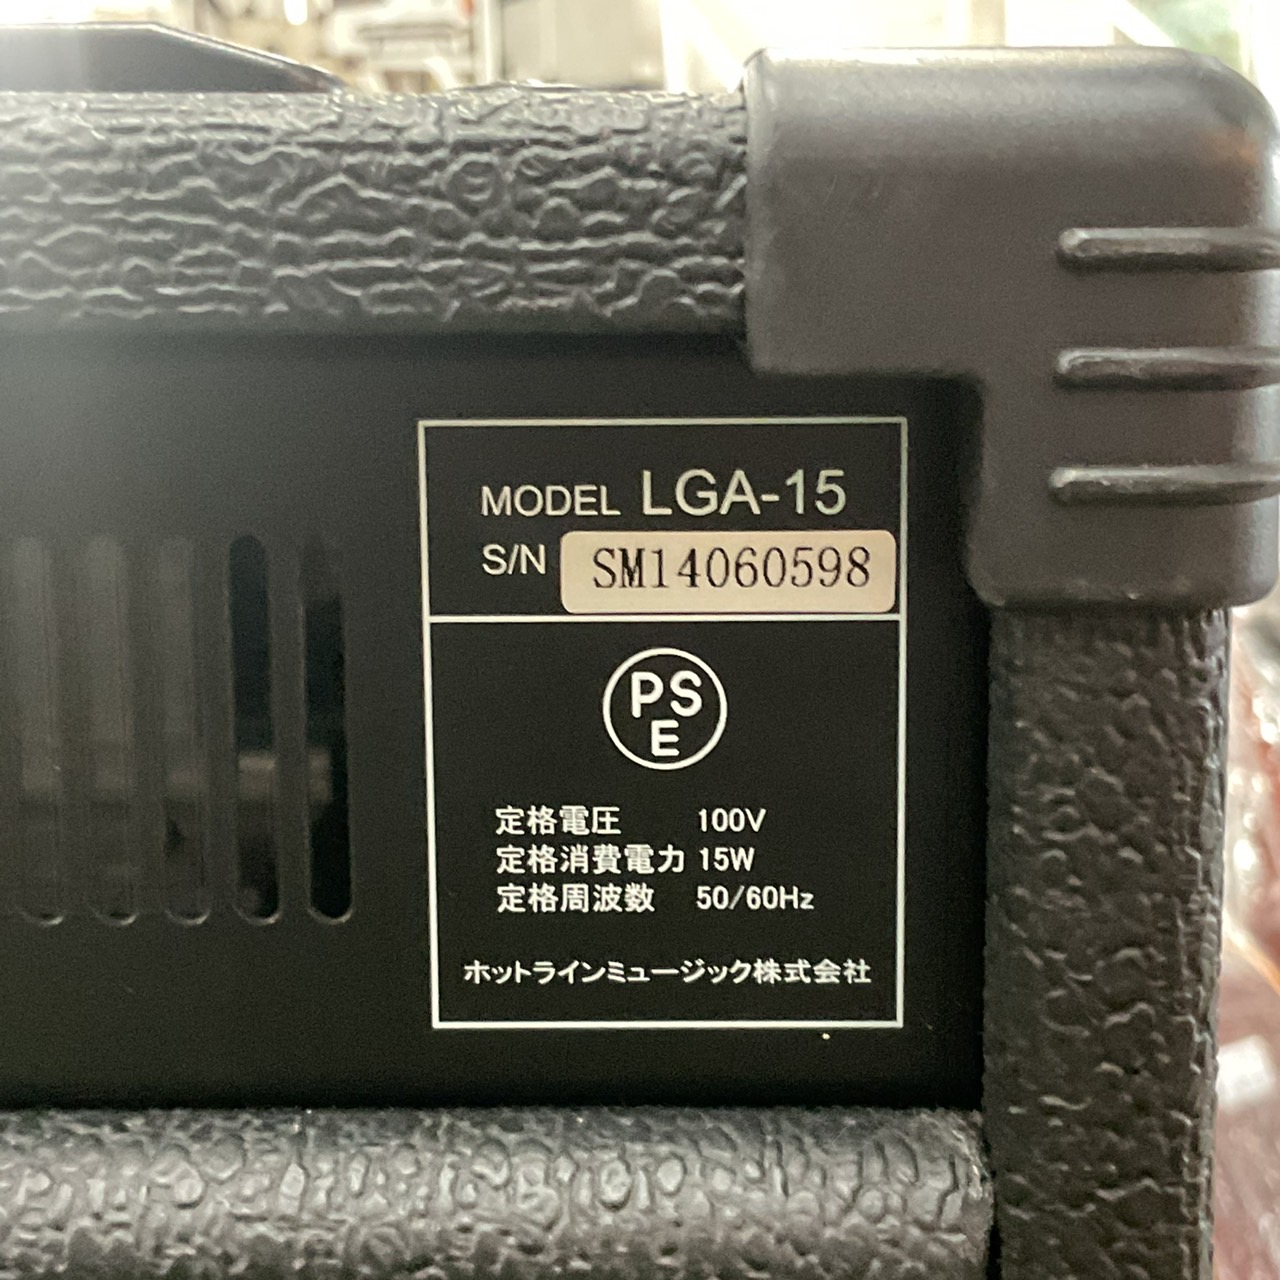 MODEL LGA-15
S/N SM14060598
PS
E
定格電圧 100V
定格消費電力 15W
定格周波数 50/60Hz
ホットラインミュージック株式会社